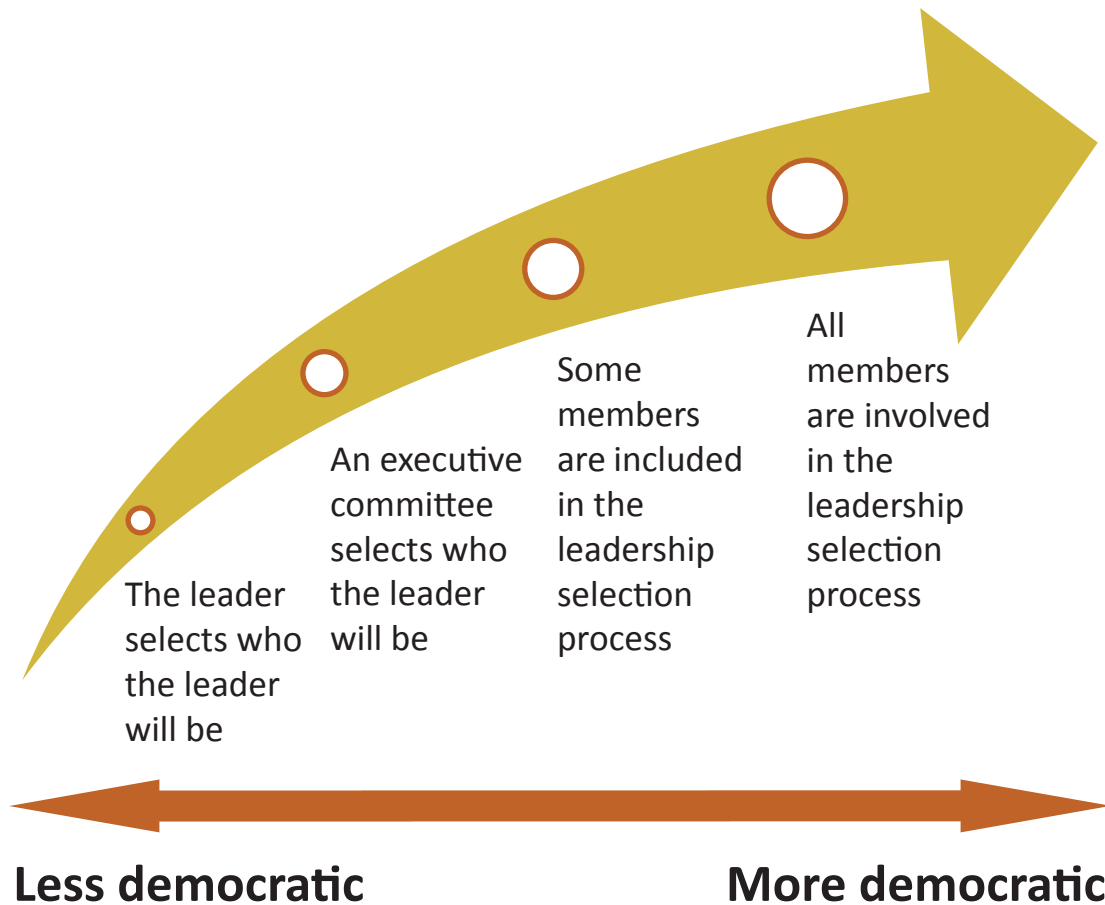 The leader
selects who
the leader
will be
An executive
committee
selects who
the leader
will be
Some
members
are included
in the
leadership
selection
process
All
members
are involved
in the
leadership
selection
process
Less democratic
More democratic